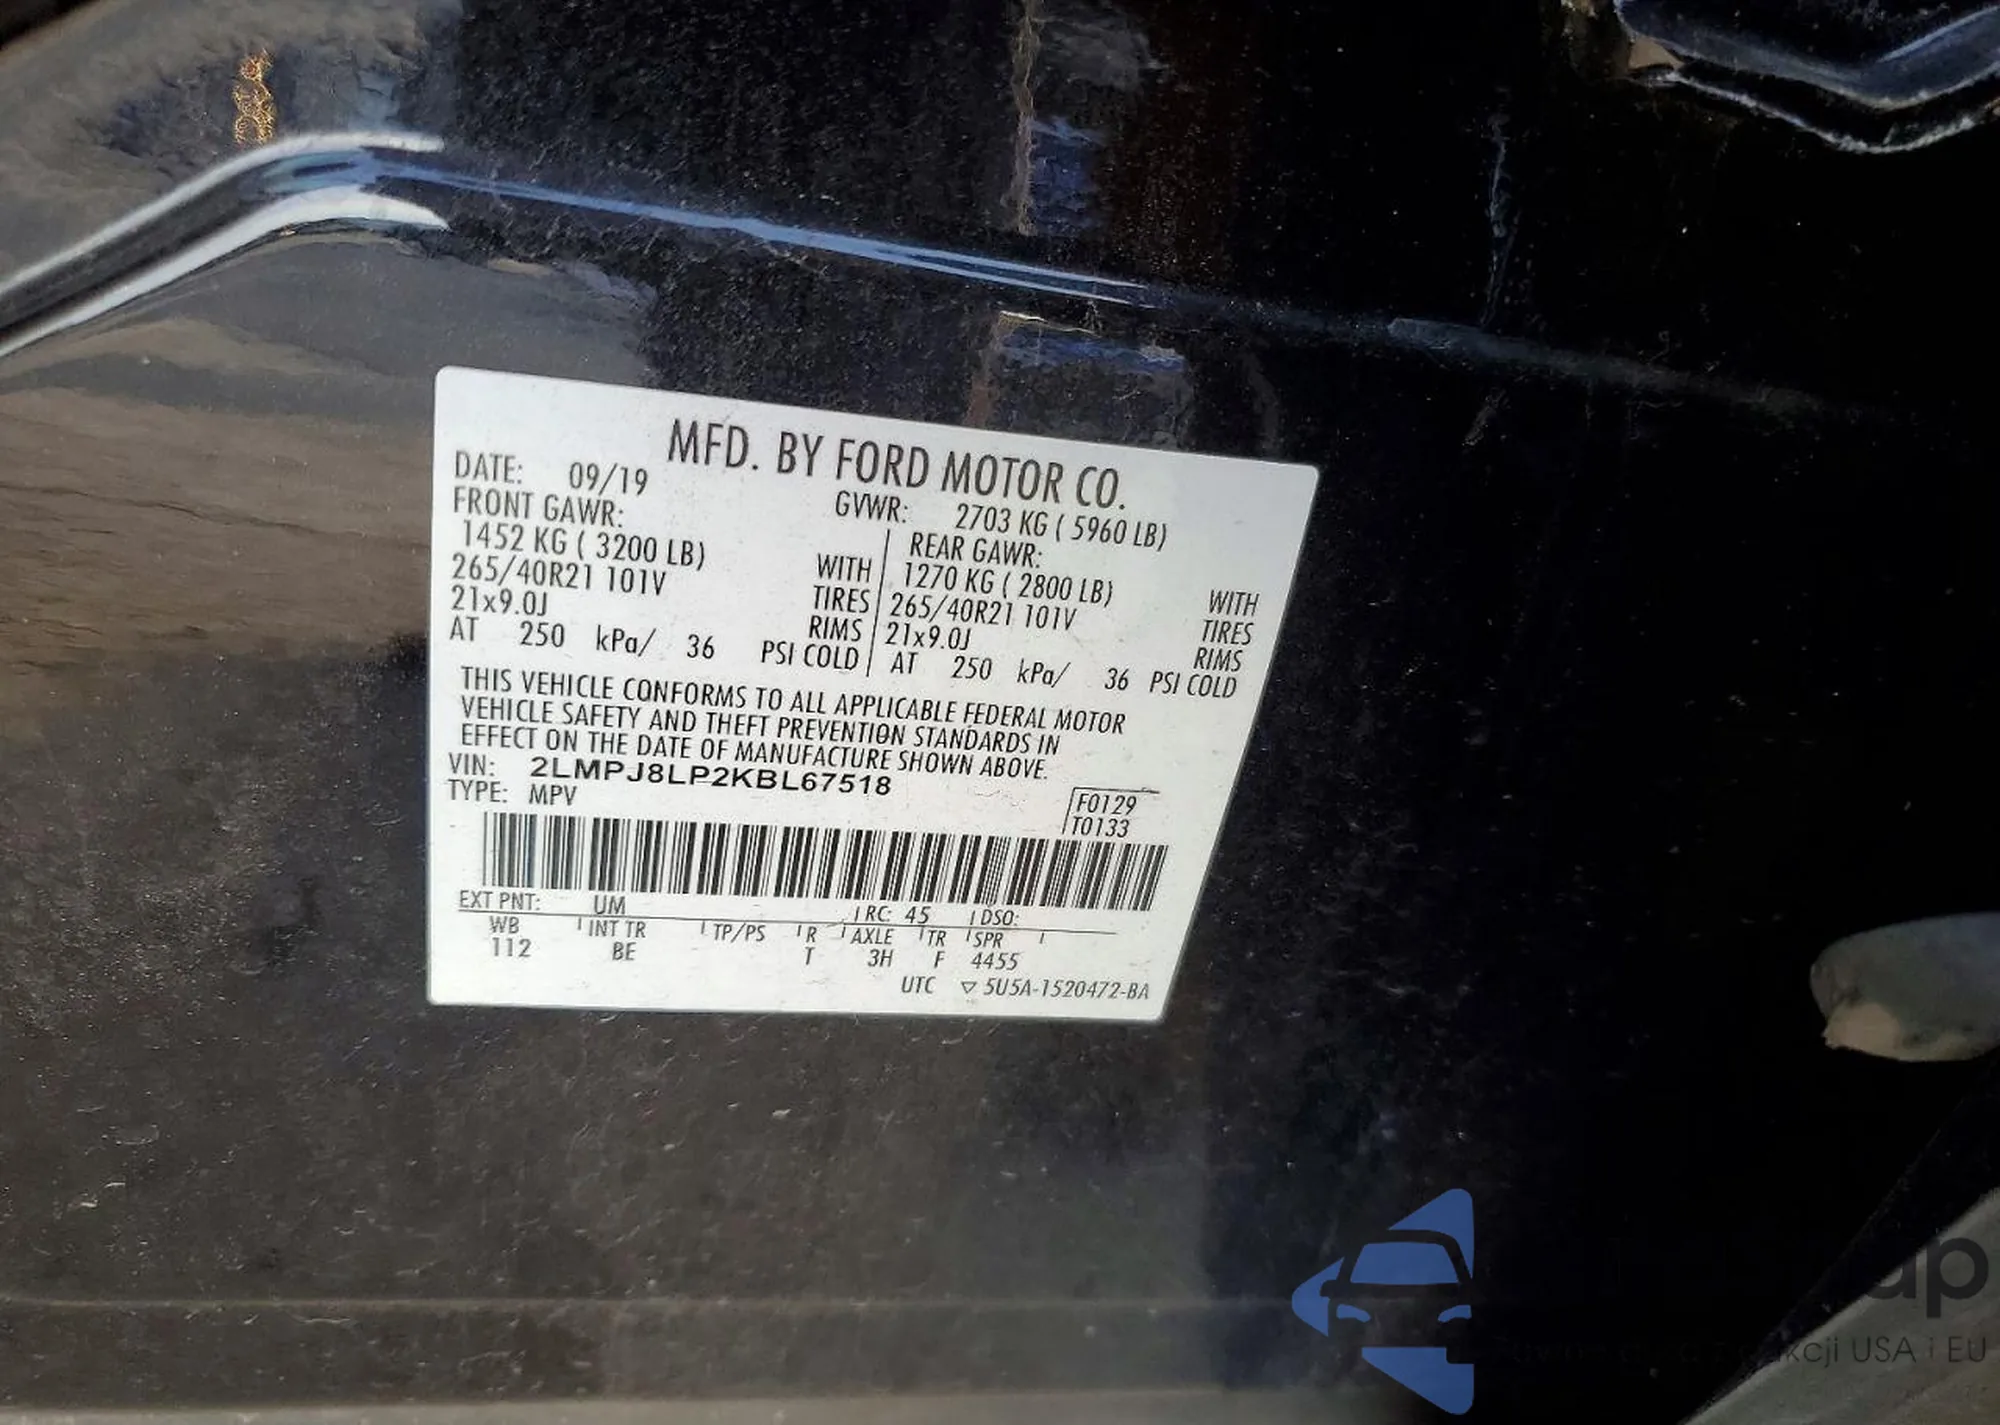 MFD. BY FORD MOTOR CO.
DATE: 09/19 GVWR: 2703 KG ( 5960 LB)
FRONT GAWR: REAR GAWR:
1452 KG ( 3200 LB) WITH 1270 KG ( 2800 LB) WITH
265/40R21 101V TIRES 265/40R21 101V TIRES
21x9.0J RIMS 21x9.0J RIMS
AT 250 kPa/ 36 PSI COLD AT 250 kPa/ 36 PSI COLD
THIS VEHICLE CONFORMS TO ALL APPLICABLE FEDERAL MOTOR
VEHICLE SAFETY AND THEFT PREVENTION STANDARDS IN
EFFECT ON THE DATE OF MANUFACTURE SHOWN ABOVE.
VIN: 2LMPJ8LP2KBL67518
TYPE: MPV
F0129
T0133
EXT PNT: UM RC: 45 DSO:
WB INT TR TP/PS R AXLE TR SPR
112 BE T 3H F 4455
UTC ▽ 5U5A-1520472-BA
USA i EU